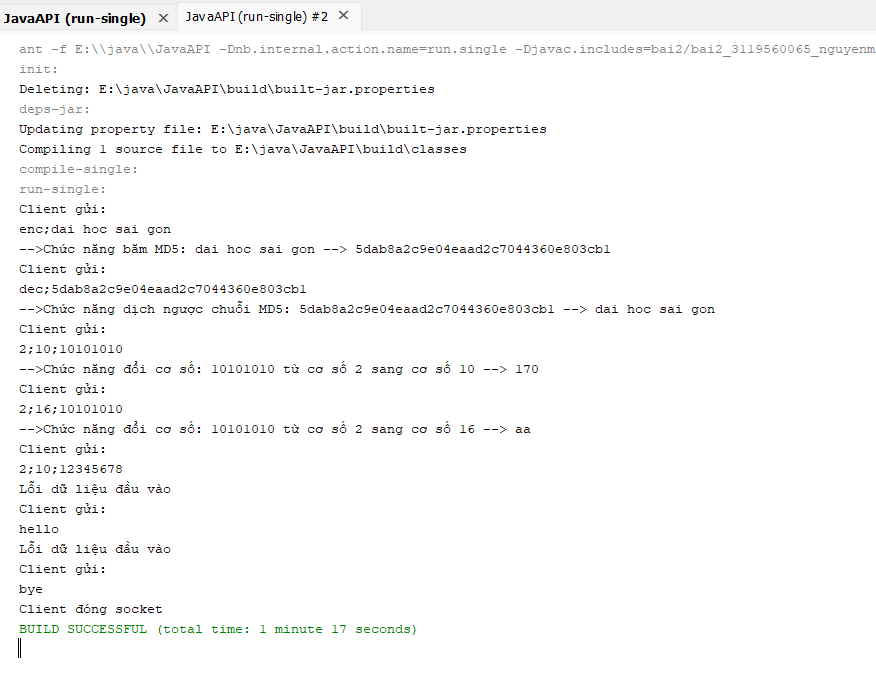 JavaAPI (run-single) × JavaAPI (run-single) #2 ×
ant -f E:\\java\\JavaAPI -Dnb.internal.action.name=run.single -Djavac.includes=bai2/bai2_3119560065_nguyenm
init:
Deleting: E:\java\JavaAPI\build\built-jar.properties
deps-jar:
Updating property file: E:\java\JavaAPI\build\built-jar.properties
Compiling 1 source file to E:\java\JavaAPI\build\classes
compile-single:
run-single:
Client gửi:
enc;dai hoc sai gon
-->Chức năng băm MD5: dai hoc sai gon --> 5dab8a2c9e04eaad2c7044360e803cb1
Client gửi:
dec;5dab8a2c9e04eaad2c7044360e803cb1
-->Chức năng dịch ngược chuỗi MD5: 5dab8a2c9e04eaad2c7044360e803cb1 --> dai hoc sai gon
Client gửi:
2;10;10101010
-->Chức năng đổi cơ số: 10101010 từ cơ số 2 sang cơ số 10 --> 170
Client gửi:
2;16;10101010
-->Chức năng đổi cơ số: 10101010 từ cơ số 2 sang cơ số 16 --> aa
Client gửi:
2;10;12345678
Lỗi dữ liệu đầu vào
Client gửi:
hello
Lỗi dữ liệu đầu vào
Client gửi:
bye
Client đóng socket
BUILD SUCCESSFUL (total time: 1 minute 17 seconds)